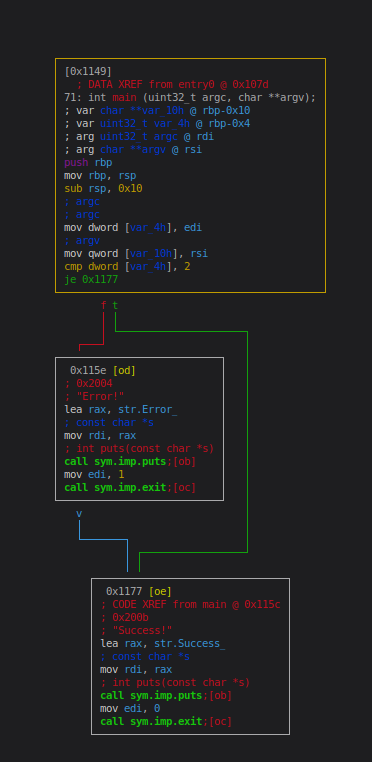 [0x1149]
; DATA XREF from entry0 @ 0x107d
71: int main (uint32_t argc, char **argv);
; var char **var_10h @ rbp-0x10
; var uint32_t var_4h @ rbp-0x4
; arg uint32_t argc @ rdi
; arg char **argv @ rsi
push rbp
mov rbp, rsp
sub rsp, 0x10
; argc
; argc
mov dword [var_4h], edi
; argv
mov qword [var_10h], rsi
cmp dword [var_4h], 2
je 0x1177
f t
0x115e [od]
; 0x2004
; "Error!"
lea rax, str.Error_
; const char *s
mov rdi, rax
; int puts(const char *s)
call sym.imp.puts;[ob]
mov edi, 1
call sym.imp.exit;[oc]
v
0x1177 [oe]
; CODE XREF from main @ 0x115c
; 0x200b
; "Success!"
lea rax, str.Success_
; const char *s
mov rdi, rax
; int puts(const char *s)
call sym.imp.puts;[ob]
mov edi, 0
call sym.imp.exit;[oc]